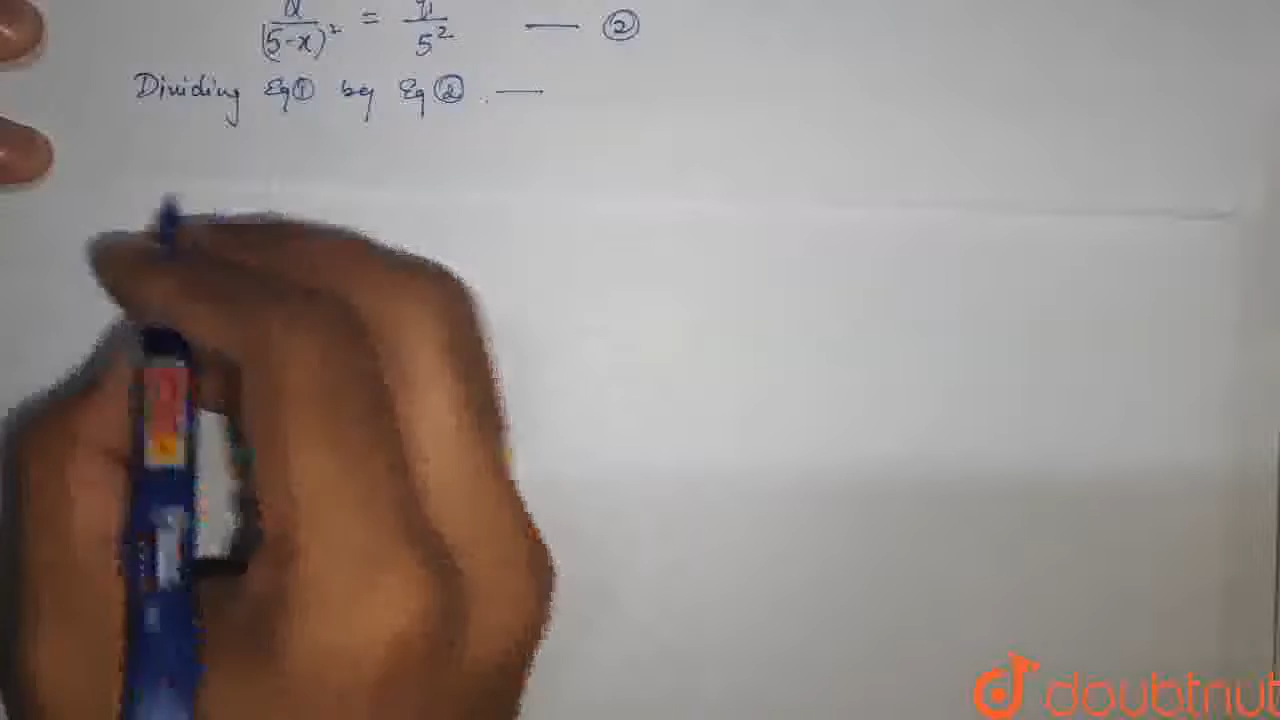 (5-x)² = 5² — ②
Dividing Eq① by Eq② . —
doubtnut